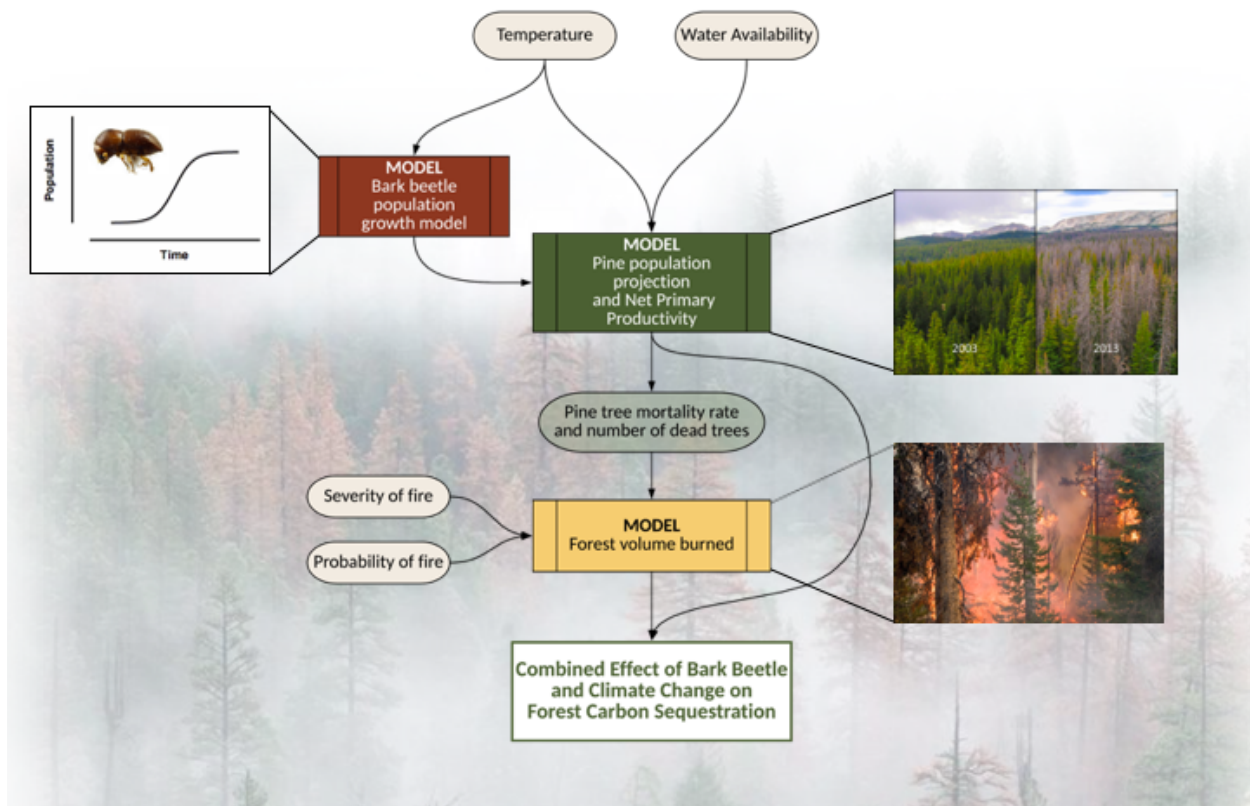 Temperature
Water Availability
Population
Time
MODEL
Bark beetle
population
growth model
MODEL
Pine population
projection
and Net Primary
Productivity
2003
2013
Pine tree mortality rate
and number of dead trees
Severity of fire
Probability of fire
MODEL
Forest volume burned
Combined Effect of Bark Beetle
and Climate Change on
Forest Carbon Sequestration